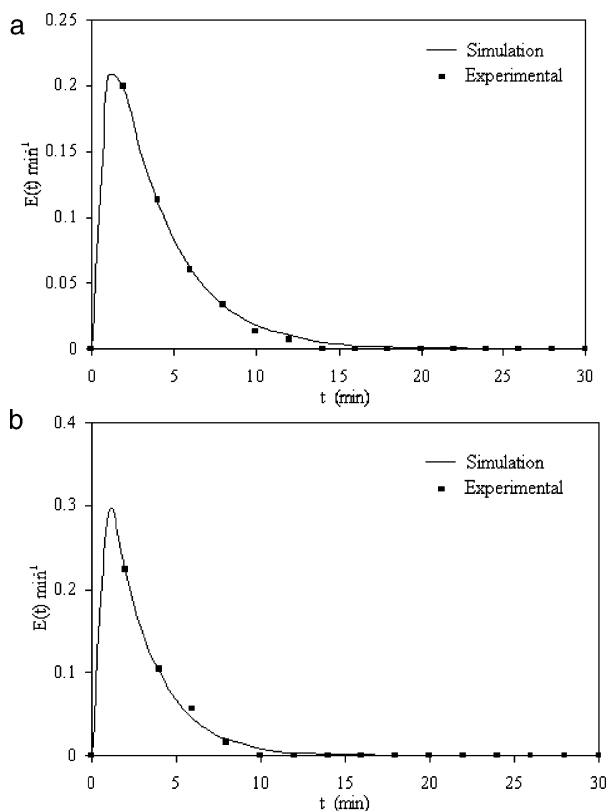 a
0.25
0.2
0.15
0.1
0.05
0
E(t) min⁻¹
Simulation
Experimental
0 5 10 15 20 25 30
t (min)
b
0.4
0.3
0.2
0.1
0
E(t) min⁻¹
Simulation
Experimental
0 5 10 15 20 25 30
t (min)